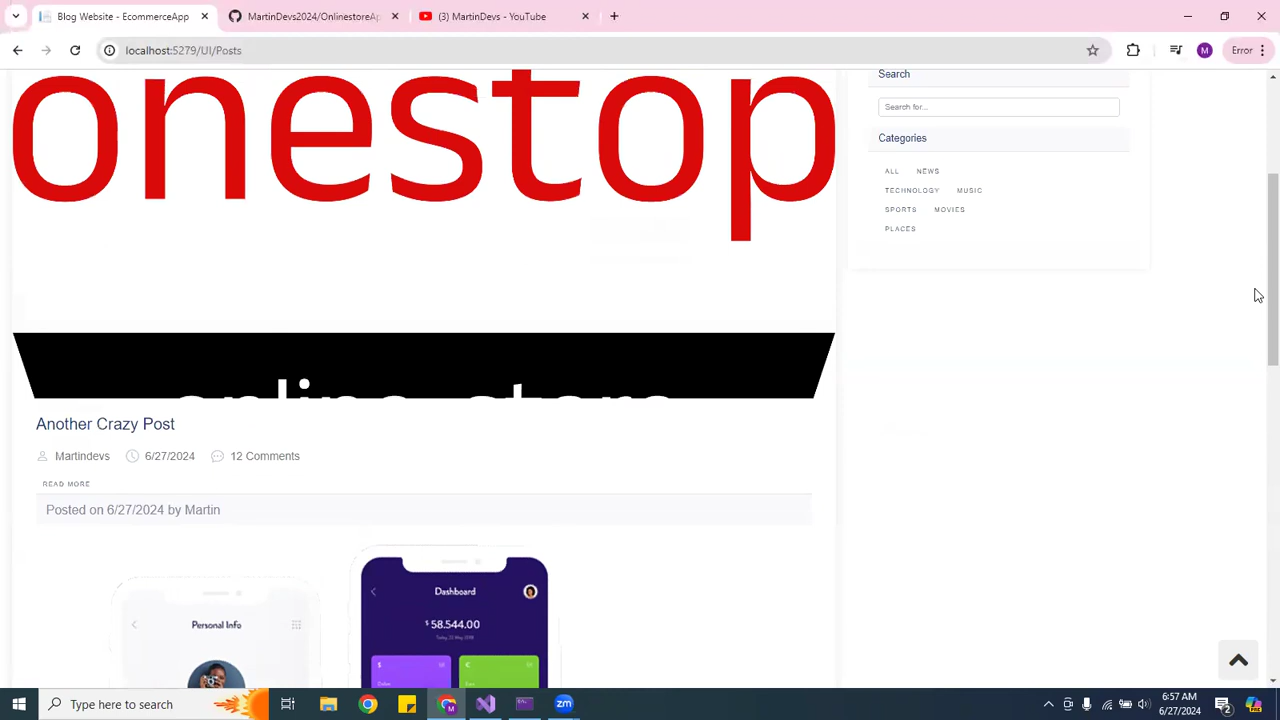 Blog Website - EcommerceApp
MartinDevs2024/OnlinestoreAp
(3) MartinDevs - YouTube
localhost:5279/UI/Posts
M
Error
onestop
Search
Search for...
Categories
ALL NEWS
TECHNOLOGY MUSIC
SPORTS MOVIES
PLACES
Another Crazy Post
Martindevs 6/27/2024 12 Comments
READ MORE
Posted on 6/27/2024 by Martin
Personal Info
Dashboard
$58.544.00
$
€
Type here to search
zm
6:57 AM
6/27/2024
2